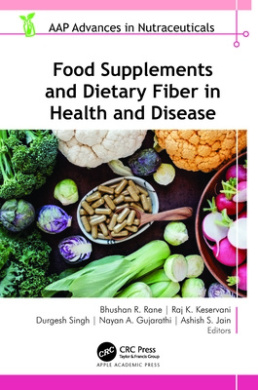 AAP Advances in Nutraceuticals
Food Supplements
and Dietary Fiber in
Health and Disease
Bhushan R. Rane | Raj K. Keservani
Durgesh Singh | Nayan A. Gujarathi | Ashish S. Jain
Editors
CRC
CRC Press
Taylor & Francis Group
APPLE ACADEMIC PRESS